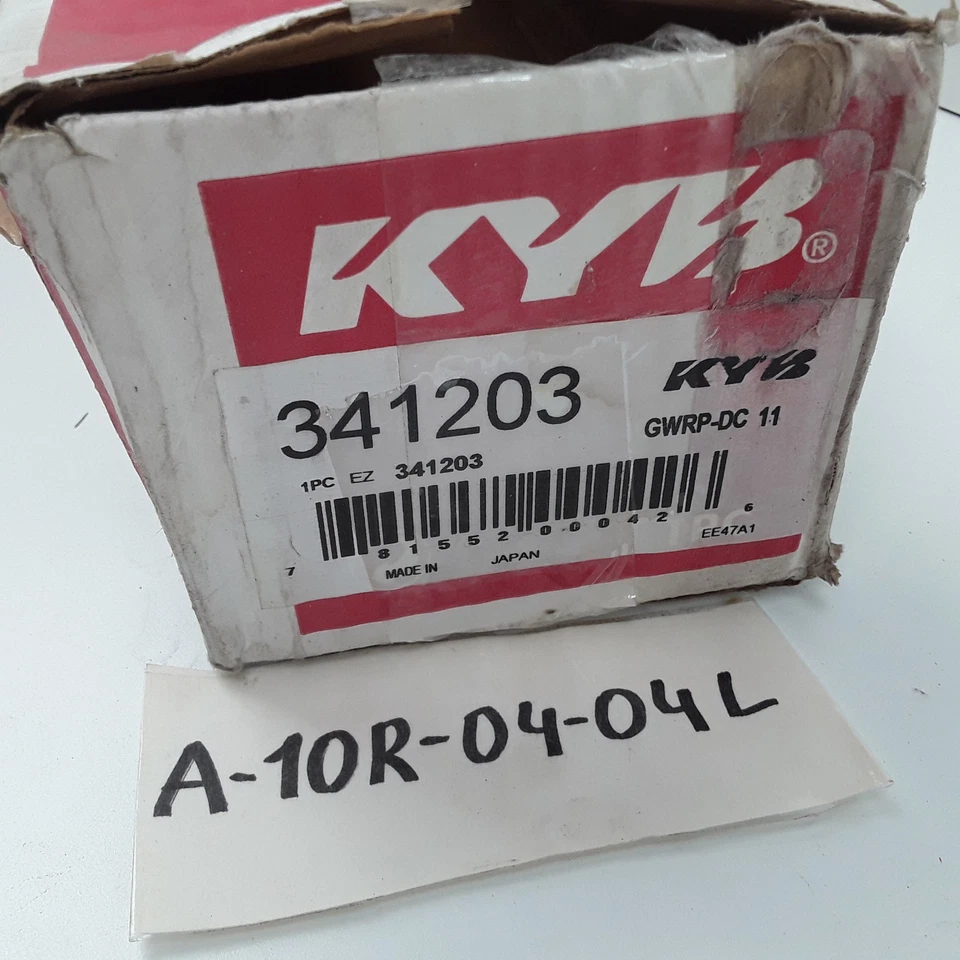 KYB®
341203
KYB
GWRP-DC 11
1PC EZ 341203
7 81552 00042 6
MADE IN JAPAN
EE47A1
A-10R-04-04L